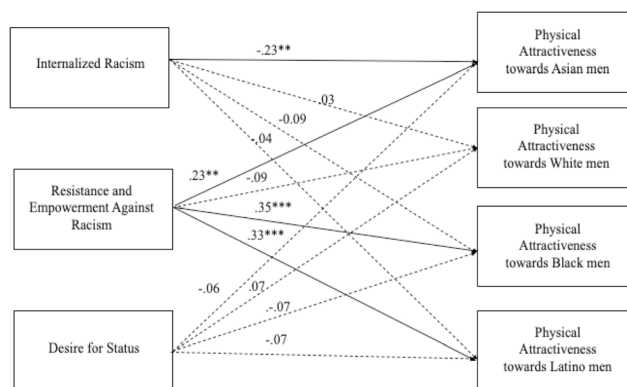 Internalized Racism
Resistance and
Empowerment Against
Racism
Desire for Status
-.23**
.03
-0.09
-.04
.23**
-.09
.35***
.33***
-.06
.07
-.07
-.07
Physical
Attractiveness
towards Asian men
Physical
Attractiveness
towards White men
Physical
Attractiveness
towards Black men
Physical
Attractiveness
towards Latino men